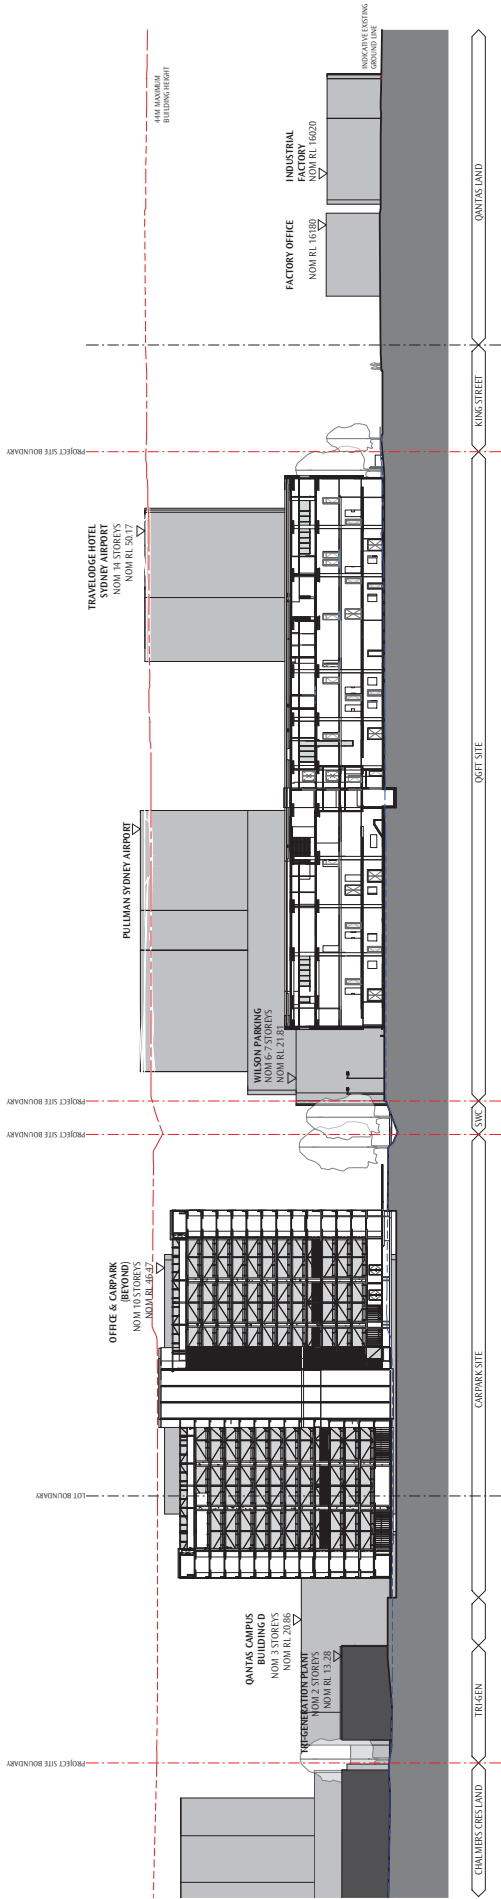 PROJECT SITE BOUNDARY
LOT BOUNDARY
PROJECT SITE BOUNDARY
PROJECT SITE BOUNDARY
PROJECT SITE BOUNDARY
OFFICE & CARPARK
(BEYOND)
NOM 10 STOREYS
NOM RL 46.47
PULLMAN SYDNEY AIRPORT
TRAVELODGE HOTEL
SYDNEY AIRPORT
NOM 14 STOREYS
NOM RL 50.17
44M MAXIMUM
BUILDING HEIGHT
QANTAS CAMPUS
BUILDING D
NOM 3 STOREYS
NOM RL 20.86
TRI-GENERATION PLANT
NOM 2 STOREYS
NOM RL 13.28
WILSON PARKING
NOM 6-7 STOREYS
NOM RL 21.81
FACTORY OFFICE
NOM RL 16180
INDUSTRIAL
FACTORY
NOM RL 16020
INDICATIVE EXISTING
GROUND LINE
CHALMERS CRES LAND
TRI-GEN
CARPARK SITE
SWC
QGFT SITE
KING STREET
QANTAS LAND